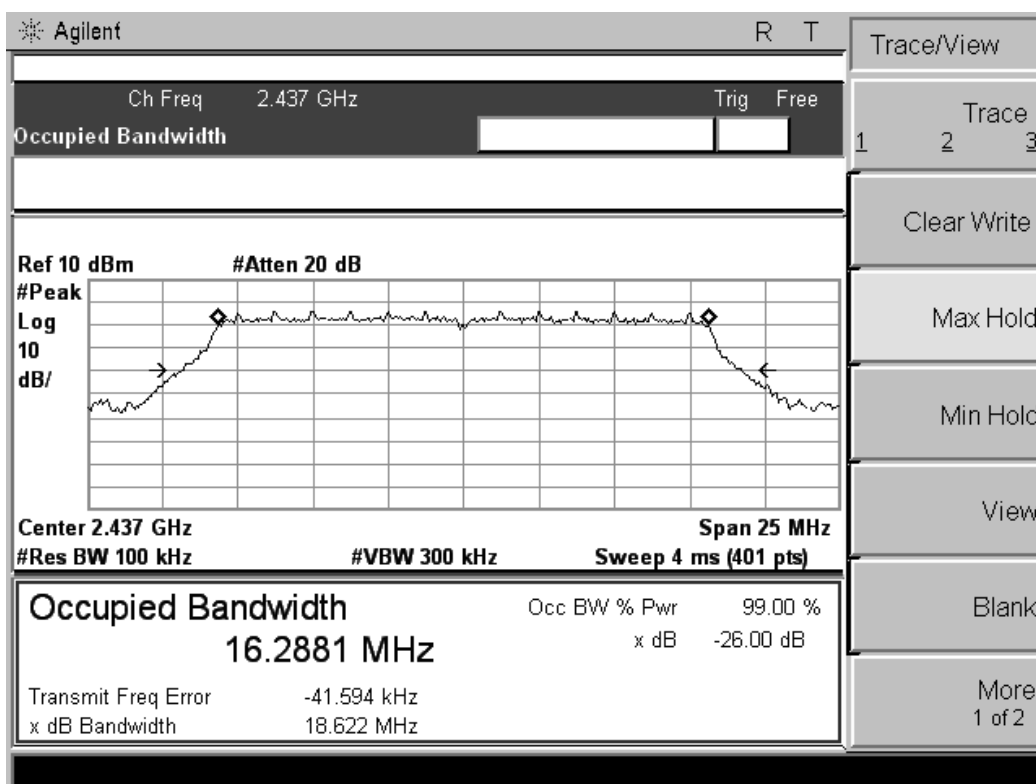 Agilent R T
Ch Freq 2.437 GHz Trig Free
Occupied Bandwidth
Ref 10 dBm #Atten 20 dB
#Peak
Log
10
dB/
Center 2.437 GHz Span 25 MHz
#Res BW 100 kHz #VBW 300 kHz Sweep 4 ms (401 pts)
Occupied Bandwidth
16.2881 MHz
Occ BW % Pwr 99.00 %
x dB -26.00 dB
Transmit Freq Error -41.594 kHz
x dB Bandwidth 18.622 MHz
Trace/View
Trace
1 2 3
Clear Write
Max Hold
Min Hold
View
Blank
More
1 of 2